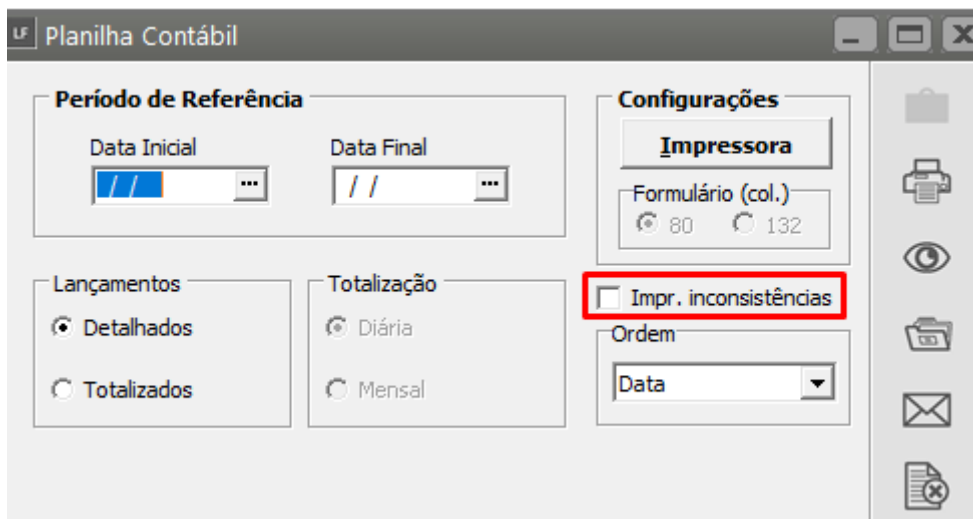 LF Planilha Contábil
Período de Referência
Data Inicial Data Final
/ / ... / / ...
Configurações
Impressora
Formulário (col.)
80 132
Lançamentos
Detalhados
Totalizados
Totalização
Diária
Mensal
Impr. inconsistências
Ordem
Data